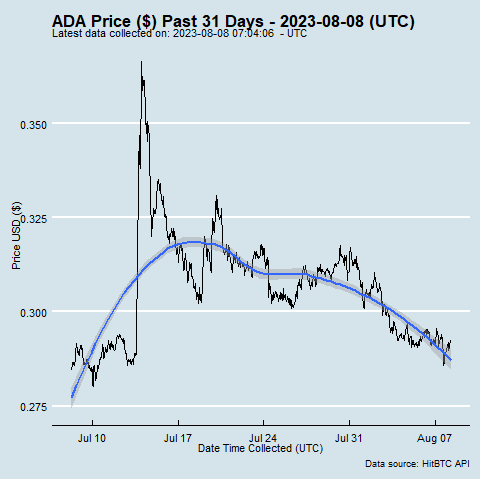 ADA Price ($) Past 31 Days - 2023-08-08 (UTC)
Latest data collected on: 2023-08-08 07:04:06 - UTC
Price USD ($)
0.350
0.325
0.300
0.275
Jul 10 Jul 17 Jul 24 Jul 31 Aug 07
Date Time Collected (UTC)
Data source: HitBTC API